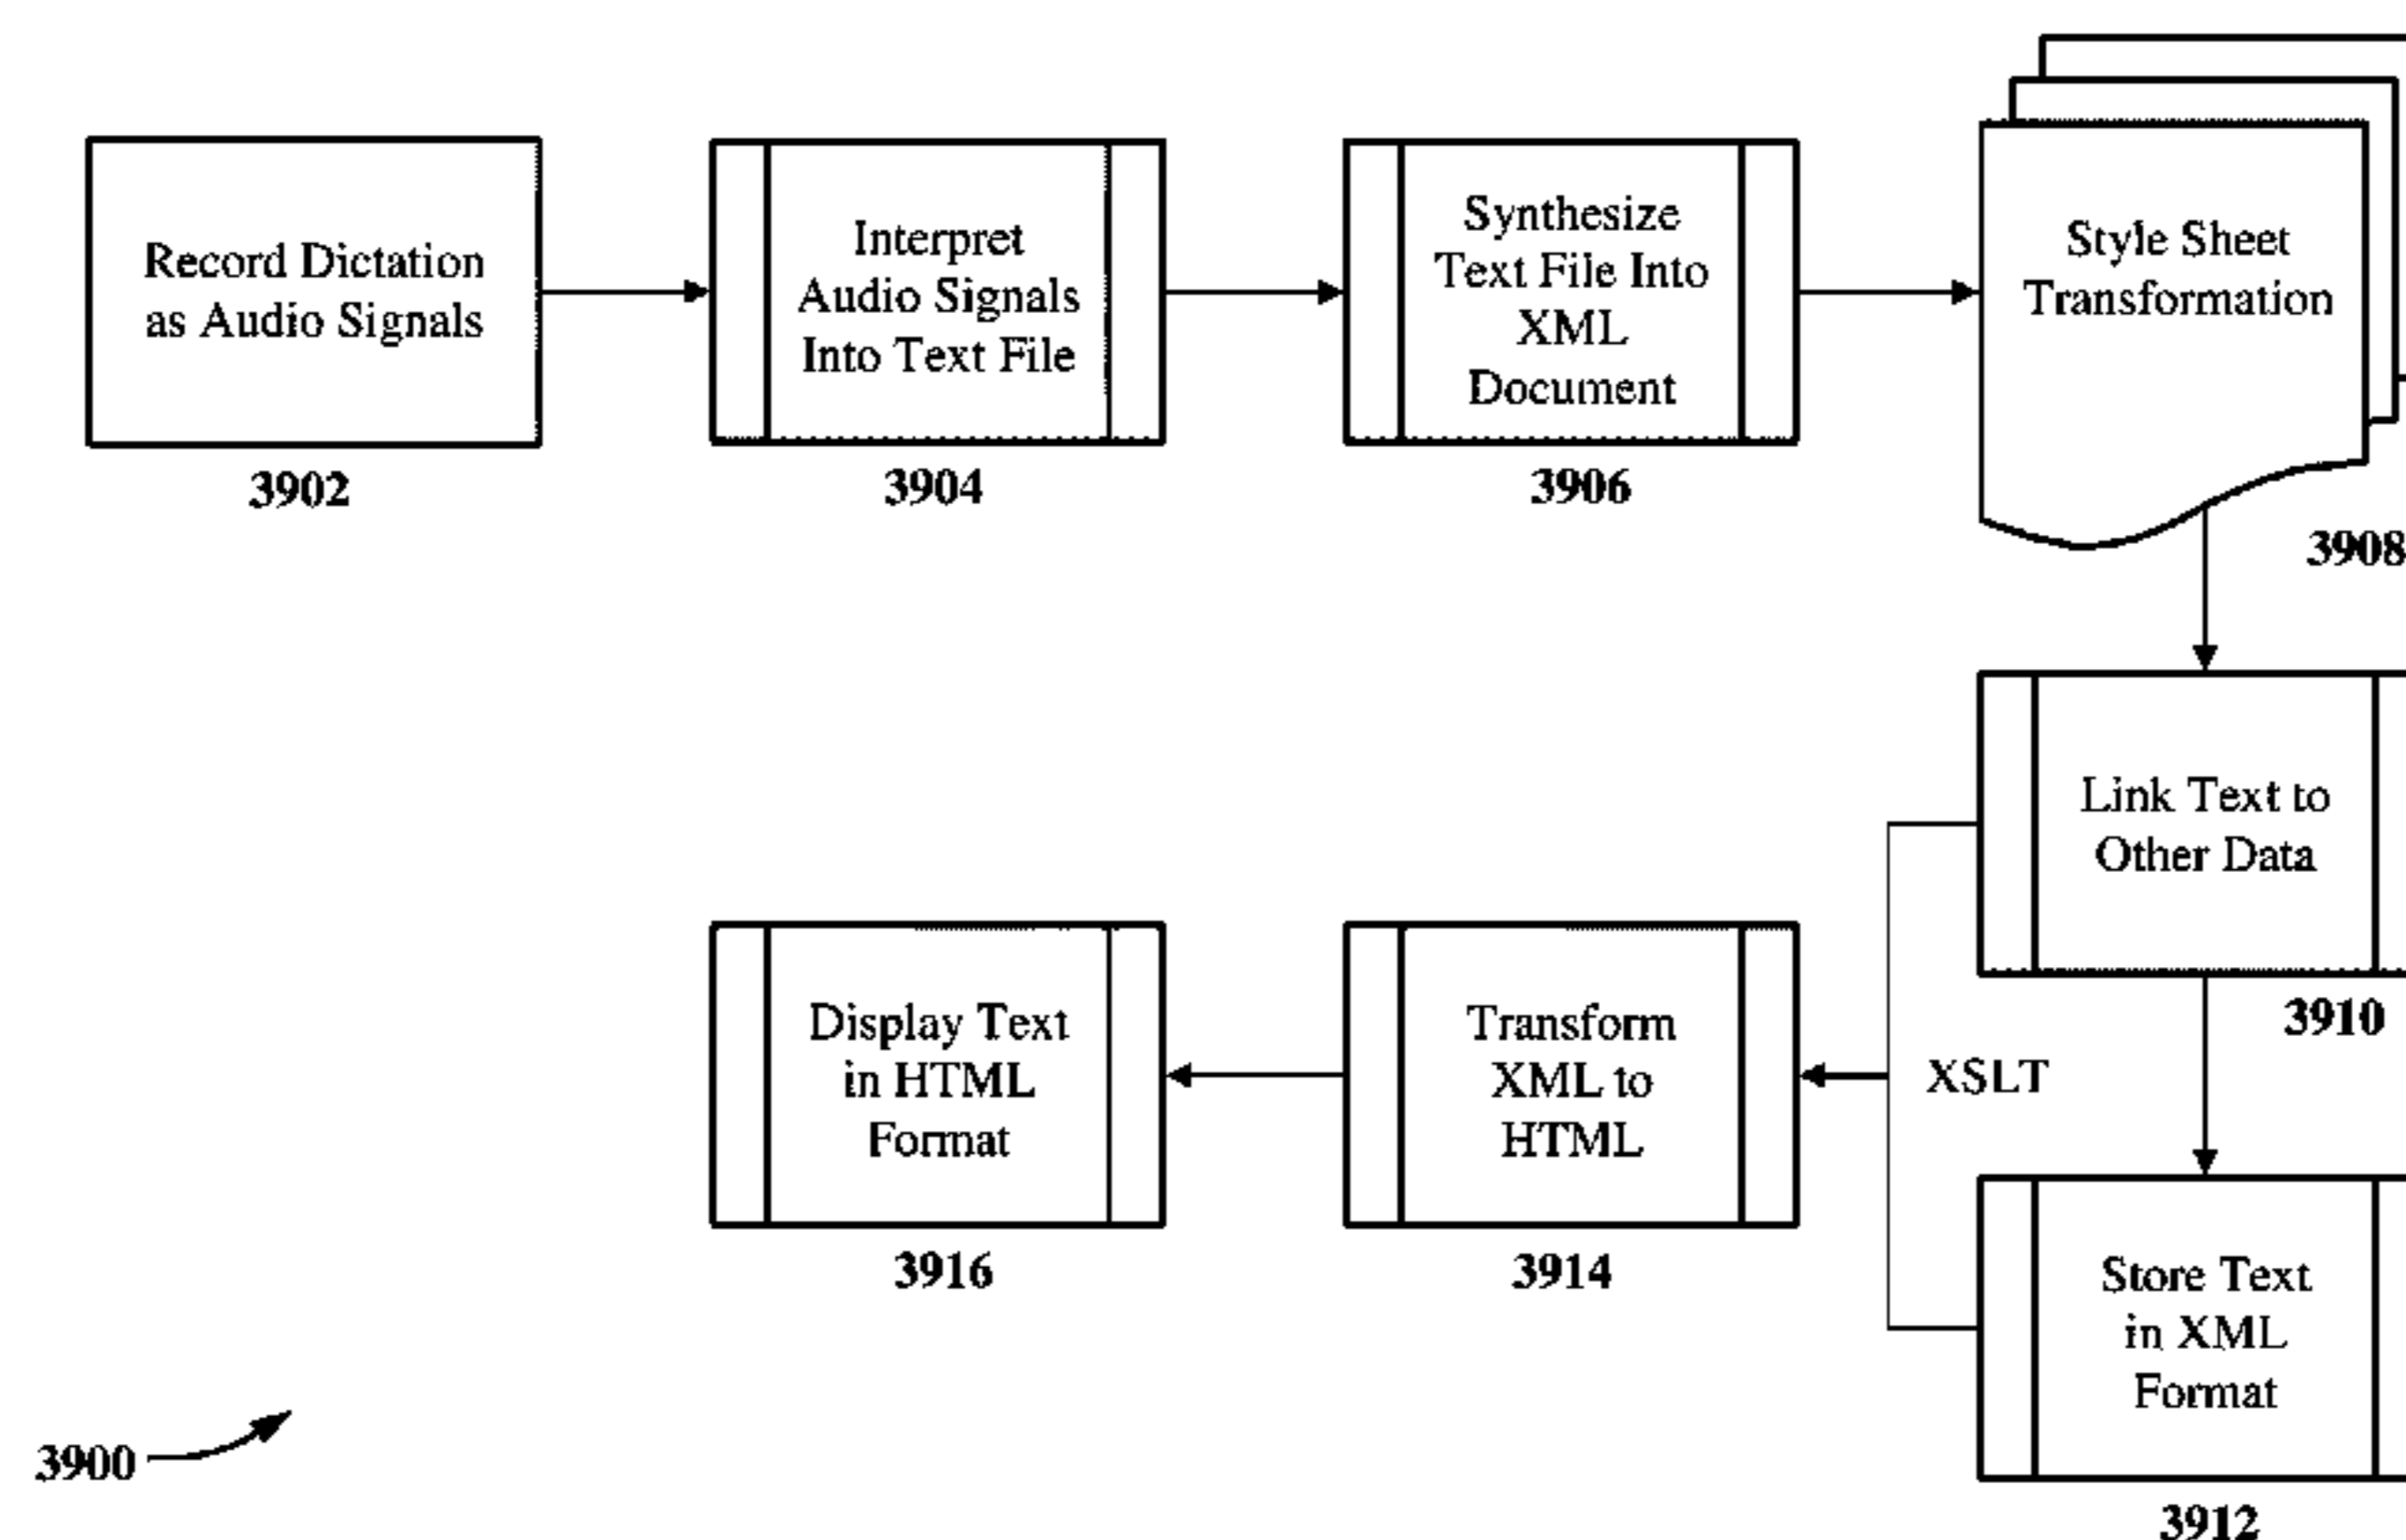 Record Dictation
as Audio Signals
3902
Interpret
Audio Signals
Into Text File
3904
Synthesize
Text File Into
XML
Document
3906
Style Sheet
Transformation
3908
Link Text to
Other Data
3910
XSLT
Store Text
in XML
Format
3912
Transform
XML to
HTML
3914
Display Text
in HTML
Format
3916
3900